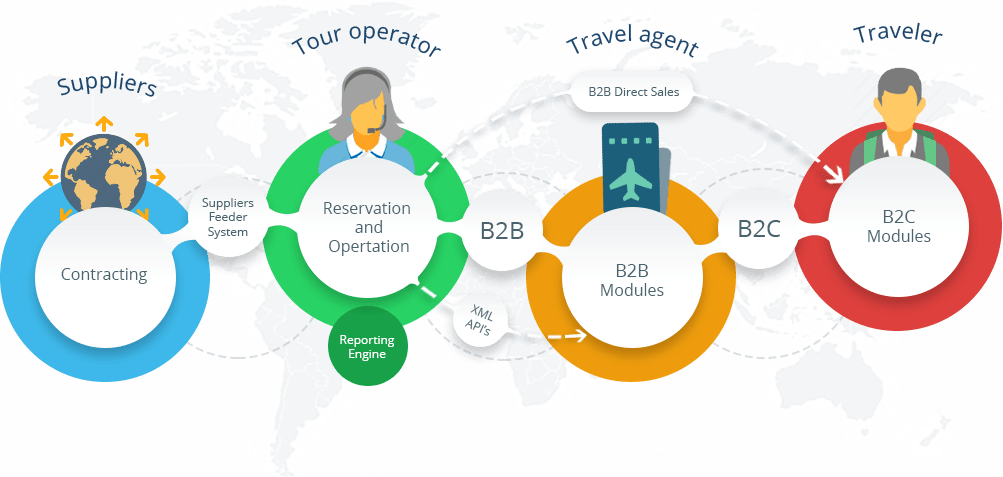 Suppliers
Tour operator
Travel agent
Traveler
B2B Direct Sales
Contracting
Suppliers
Feeder
System
Reservation
and
Opertation
B2B
B2B
Modules
B2C
B2C
Modules
XML
API's
Reporting
Engine